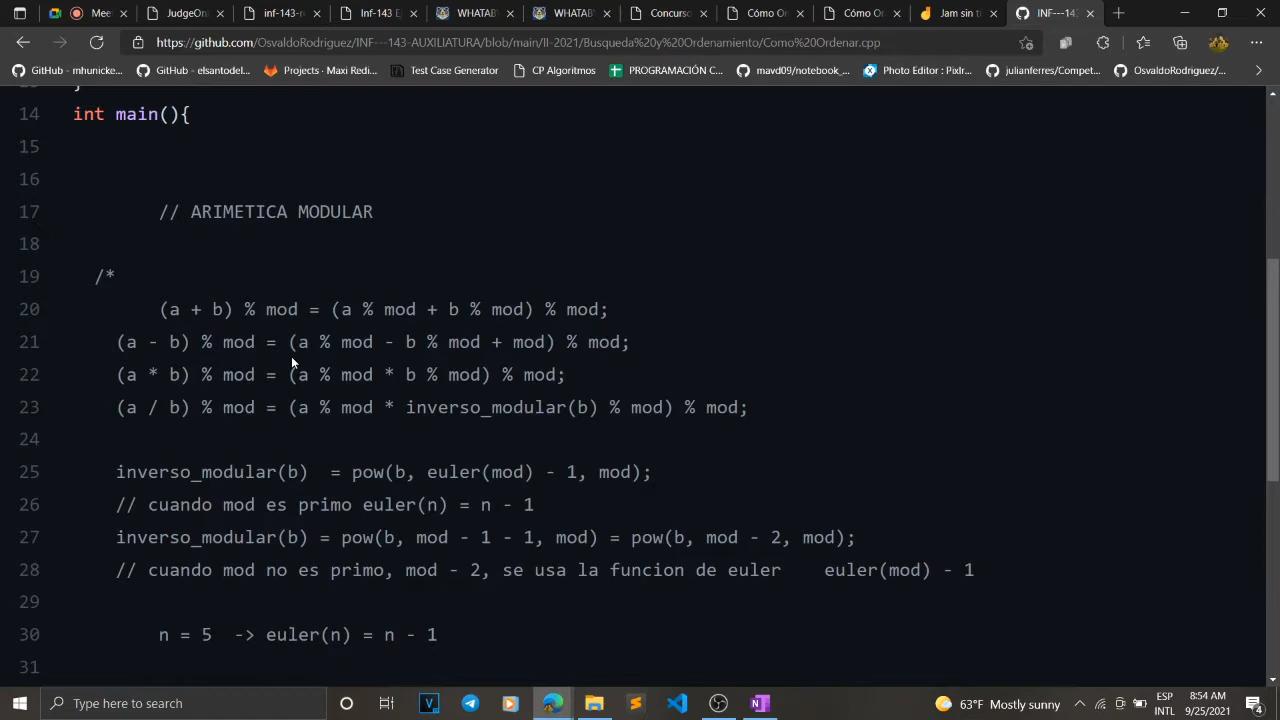 Mee
JudgeOn
inf-143-r
Inf-143 E
WHATAB
WHATAB
Concurso
Cómo Or
Cómo Or
Jam sin t
INF---143
https://github.com/OsvaldoRodriguez/INF---143-AUXILIATURA/blob/main/II-2021/Busqueda%20y%20Ordenamiento/Como%20Ordenar.cpp
GitHub - mhunicke...
GitHub - elsantodel...
Projects · Maxi Redi...
Test Case Generator
CP Algoritmos
PROGRAMACIÓN C...
mavd09/notebook_...
Photo Editor : Pixlr...
julianferres/Compet...
OsvaldoRodriguez/...
14 int main(){
15
16
17 // ARIMETICA MODULAR
18
19 /*
20 (a + b) % mod = (a % mod + b % mod) % mod;
21 (a - b) % mod = (a % mod - b % mod + mod) % mod;
22 (a * b) % mod = (a % mod * b % mod) % mod;
23 (a / b) % mod = (a % mod * inverso_modular(b) % mod) % mod;
24
25 inverso_modular(b) = pow(b, euler(mod) - 1, mod);
26 // cuando mod es primo euler(n) = n - 1
27 inverso_modular(b) = pow(b, mod - 1 - 1, mod) = pow(b, mod - 2, mod);
28 // cuando mod no es primo, mod - 2, se usa la funcion de euler euler(mod) - 1
29
30 n = 5 -> euler(n) = n - 1
31
Type here to search
63°F Mostly sunny
ESP
INTL
8:54 AM
9/25/2021
4